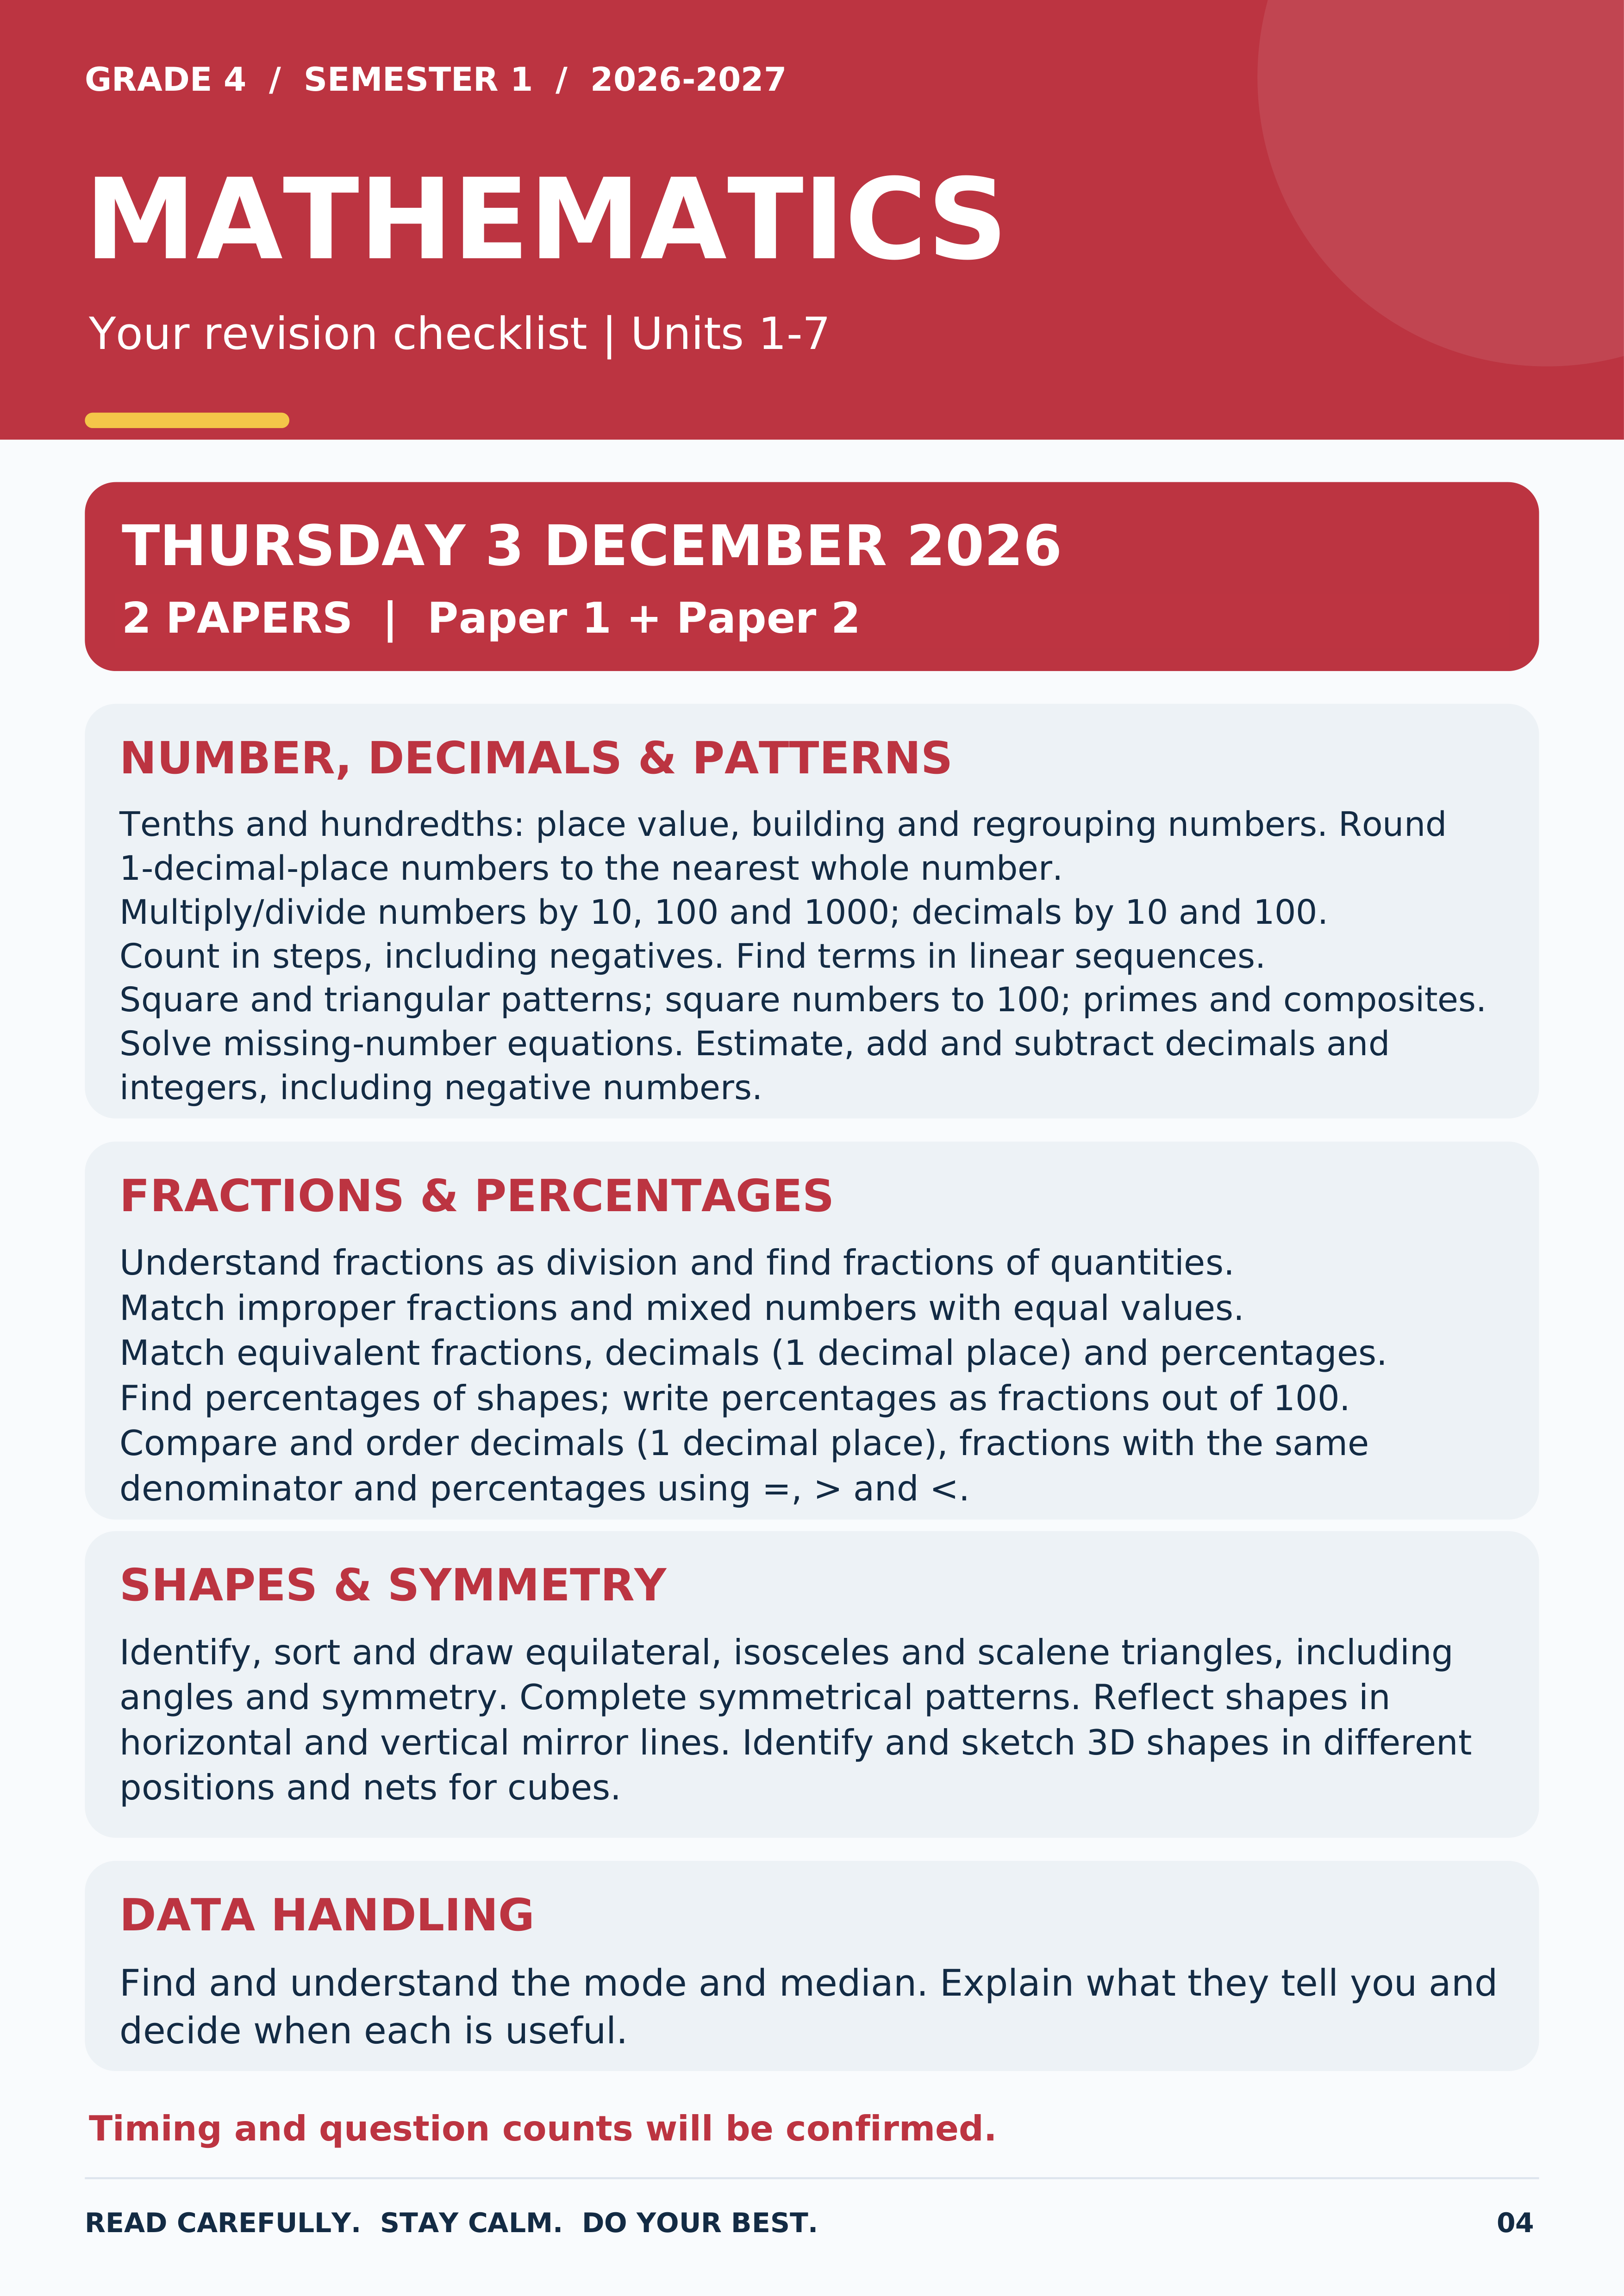 GRADE 4 / SEMESTER 1 / 2026-2027
MATHEMATICS
Your revision checklist | Units 1-7
THURSDAY 3 DECEMBER 2026
2 PAPERS | Paper 1 + Paper 2
NUMBER, DECIMALS & PATTERNS
Tenths and hundredths: place value, building and regrouping numbers. Round
1-decimal-place numbers to the nearest whole number.
Multiply/divide numbers by 10, 100 and 1000; decimals by 10 and 100.
Count in steps, including negatives. Find terms in linear sequences.
Square and triangular patterns; square numbers to 100; primes and composites.
Solve missing-number equations. Estimate, add and subtract decimals and
integers, including negative numbers.
FRACTIONS & PERCENTAGES
Understand fractions as division and find fractions of quantities.
Match improper fractions and mixed numbers with equal values.
Match equivalent fractions, decimals (1 decimal place) and percentages.
Find percentages of shapes; write percentages as fractions out of 100.
Compare and order decimals (1 decimal place), fractions with the same
denominator and percentages using =, > and <.
SHAPES & SYMMETRY
Identify, sort and draw equilateral, isosceles and scalene triangles, including
angles and symmetry. Complete symmetrical patterns. Reflect shapes in
horizontal and vertical mirror lines. Identify and sketch 3D shapes in different
positions and nets for cubes.
DATA HANDLING
Find and understand the mode and median. Explain what they tell you and
decide when each is useful.
Timing and question counts will be confirmed.
READ CAREFULLY. STAY CALM. DO YOUR BEST.
04